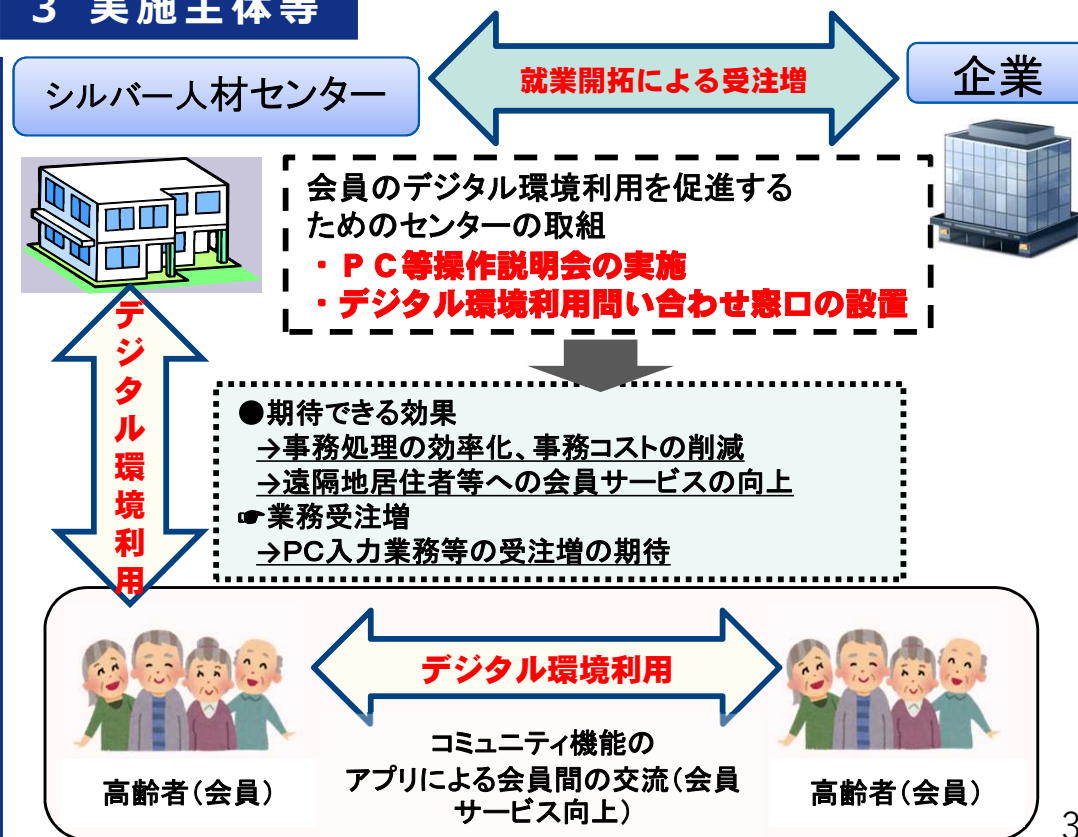 3 実施主体等
シルバー人材センター
就業開拓による受注増
企業
会員のデジタル環境利用を促進する
ためのセンターの取組
・ＰＣ等操作説明会の実施
・デジタル環境利用問い合わせ窓口の設置
デジタル環境利用
●期待できる効果
→事務処理の効率化、事務コストの削減
→遠隔地居住者等への会員サービスの向上
☛業務受注増
→PC入力業務等の受注増の期待
デジタル環境利用
コミュニティ機能の
アプリによる会員間の交流（会員
サービス向上）
高齢者（会員）
高齢者（会員）
3